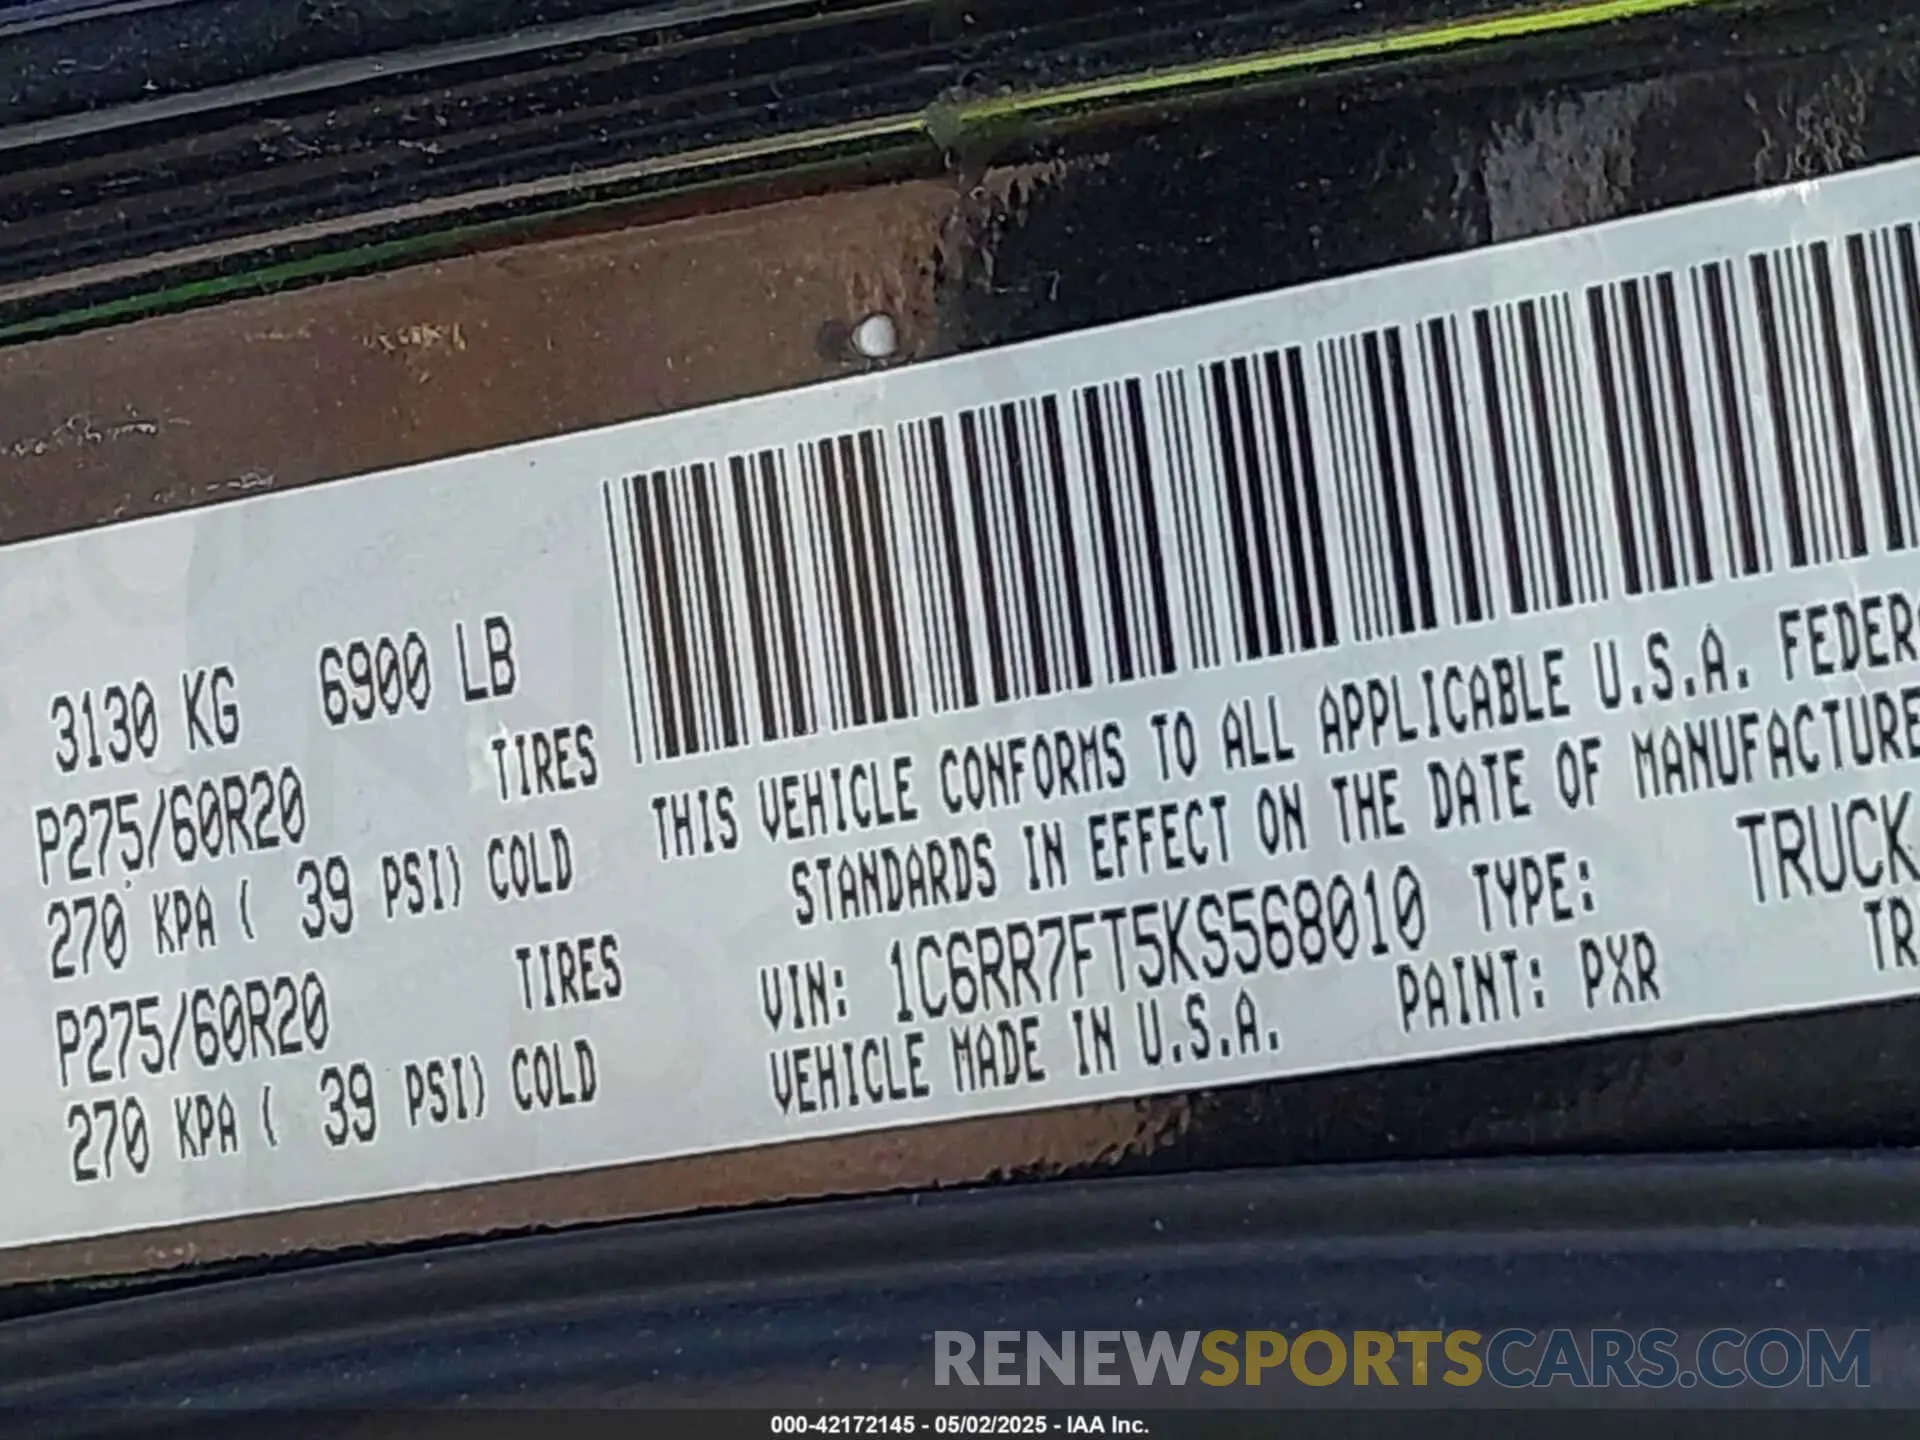 3130 KG 6900 LB
P275/60R20 TIRES
270 KPA ( 39 PSI) COLD
P275/60R20 TIRES
270 KPA ( 39 PSI) COLD
THIS VEHICLE CONFORMS TO ALL APPLICABLE U.S.A. FEDER
STANDARDS IN EFFECT ON THE DATE OF MANUFACTURE
VIN: 1C6RR7FT5KS568010 TYPE: TRUCK
VEHICLE MADE IN U.S.A. PAINT: PXR TR
RENEWSPORTSCARS.COM
000-42172145 - 05/02/2025 - IAA Inc.